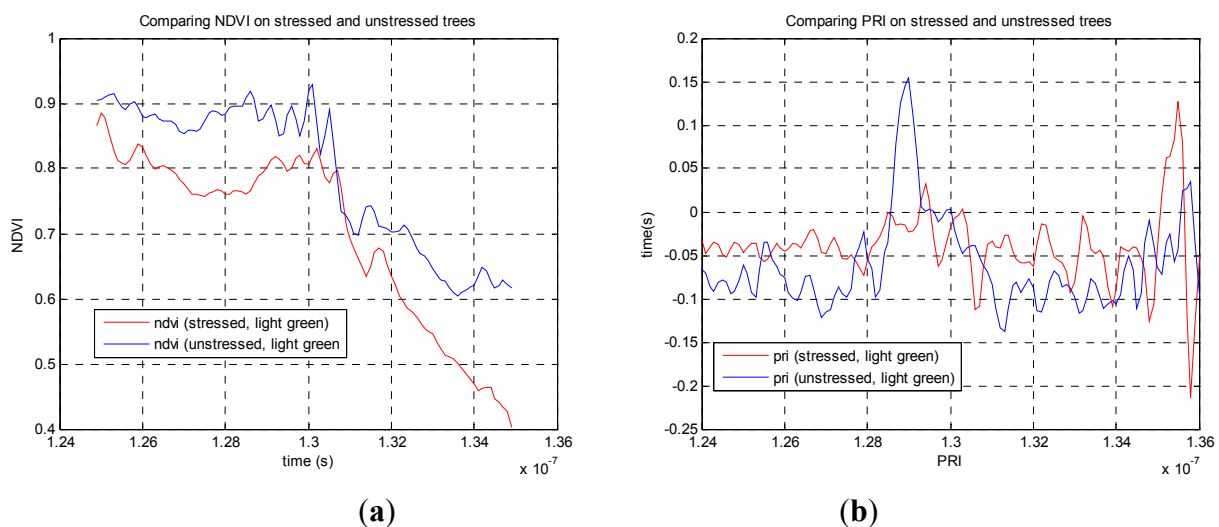 Comparing NDVI on stressed and unstressed trees
1
0.9
0.8
0.7
0.6
0.5
0.4
NDVI
ndvi (stressed, light green)
ndvi (unstressed, light green
1.24
1.26
1.28
1.3
1.32
1.34
1.36
time (s)
x 10⁻⁷
(a)
Comparing PRI on stressed and unstressed trees
0.2
0.15
0.1
0.05
0
-0.05
-0.1
-0.15
-0.2
-0.25
time(s)
pri (stressed, light green)
pri (unstressed, light green)
1.24
1.26
1.28
1.3
1.32
1.34
1.36
PRI
x 10⁻⁷
(b)